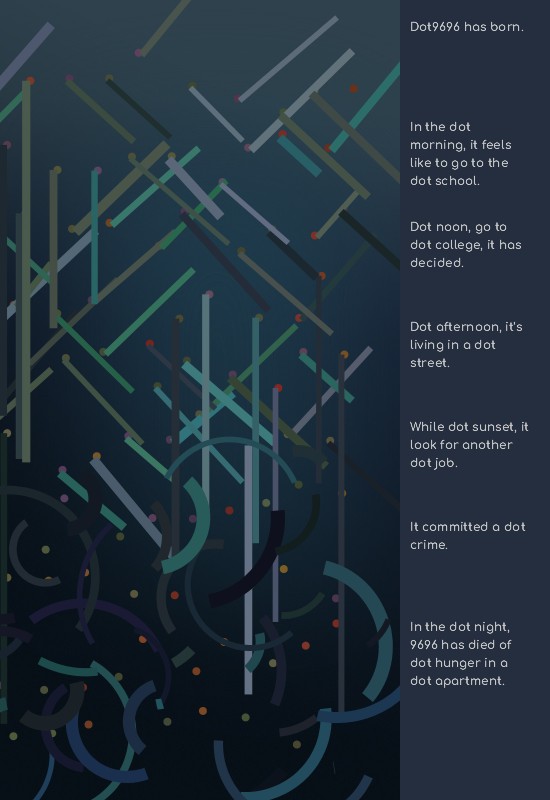 Dot9696 has born.
In the dot
morning, it feels
like to go to the
dot school.
Dot noon, go to
dot college, it has
decided.
Dot afternoon, it's
living in a dot
street.
While dot sunset, it
look for another
dot job.
It committed a dot
crime.
In the dot night,
9696 has died of
dot hunger in a
dot apartment.